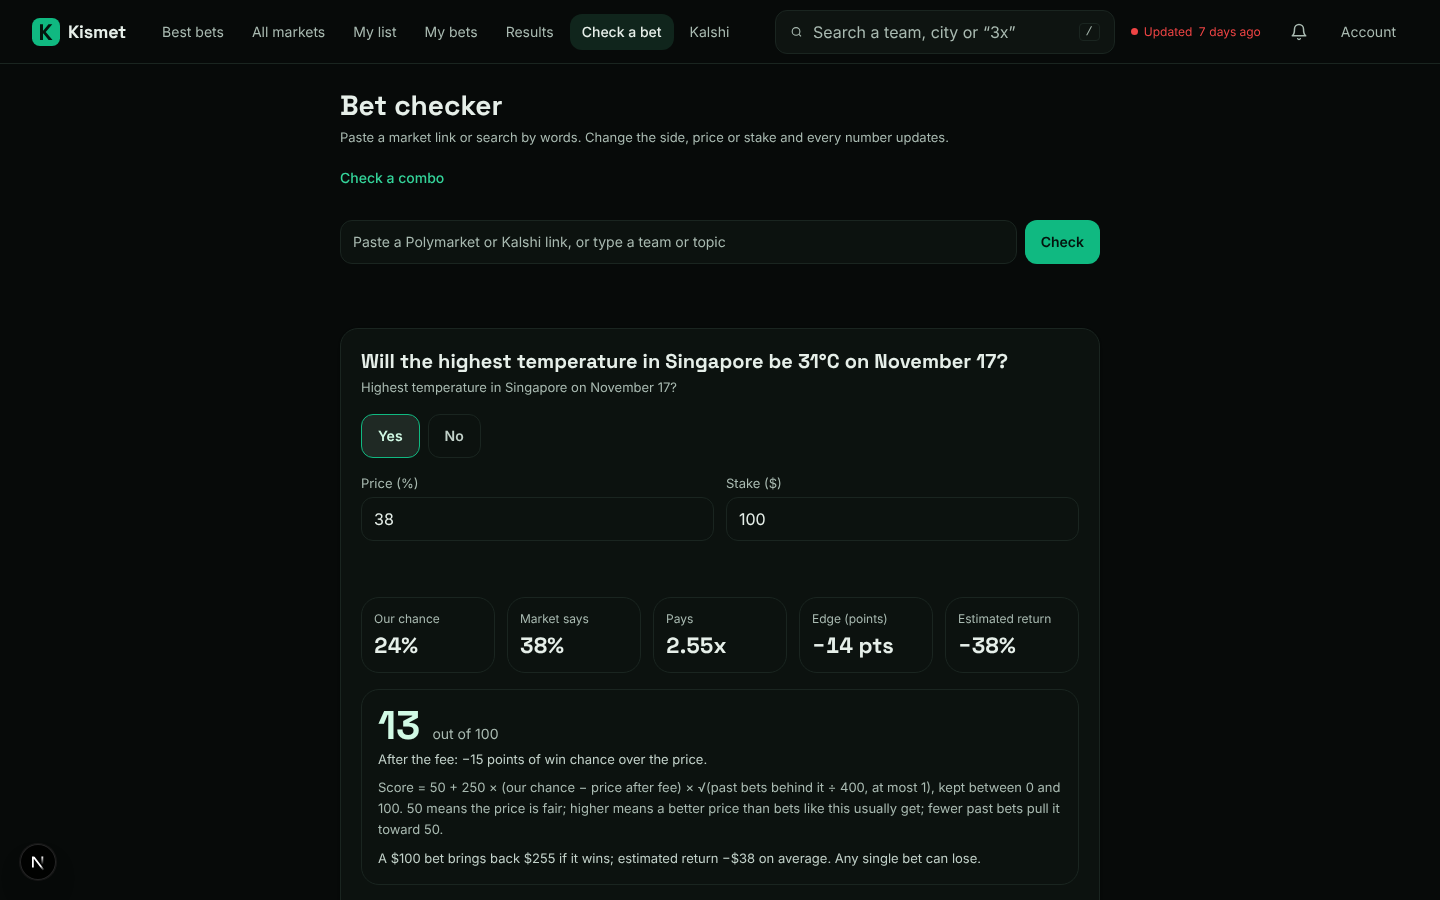 K Kismet
Best bets
All markets
My list
My bets
Results
Check a bet
Kalshi
Search a team, city or “3x”
/
Updated 7 days ago
Account
Bet checker
Paste a market link or search by words. Change the side, price or stake and every number updates.
Check a combo
Paste a Polymarket or Kalshi link, or type a team or topic
Check
Will the highest temperature in Singapore be 31°C on November 17?
Highest temperature in Singapore on November 17?
Yes
No
Price (%)
Stake ($)
38
100
Our chance
Market says
Pays
Edge (points)
Estimated return
24%
38%
2.55x
−14 pts
−38%
13 out of 100
After the fee: −15 points of win chance over the price.
Score = 50 + 250 × (our chance − price after fee) × √(past bets behind it ÷ 400, at most 1), kept between 0 and
100. 50 means the price is fair; higher means a better price than bets like this usually get; fewer past bets pull it
toward 50.
A $100 bet brings back $255 if it wins; estimated return −$38 on average. Any single bet can lose.
N